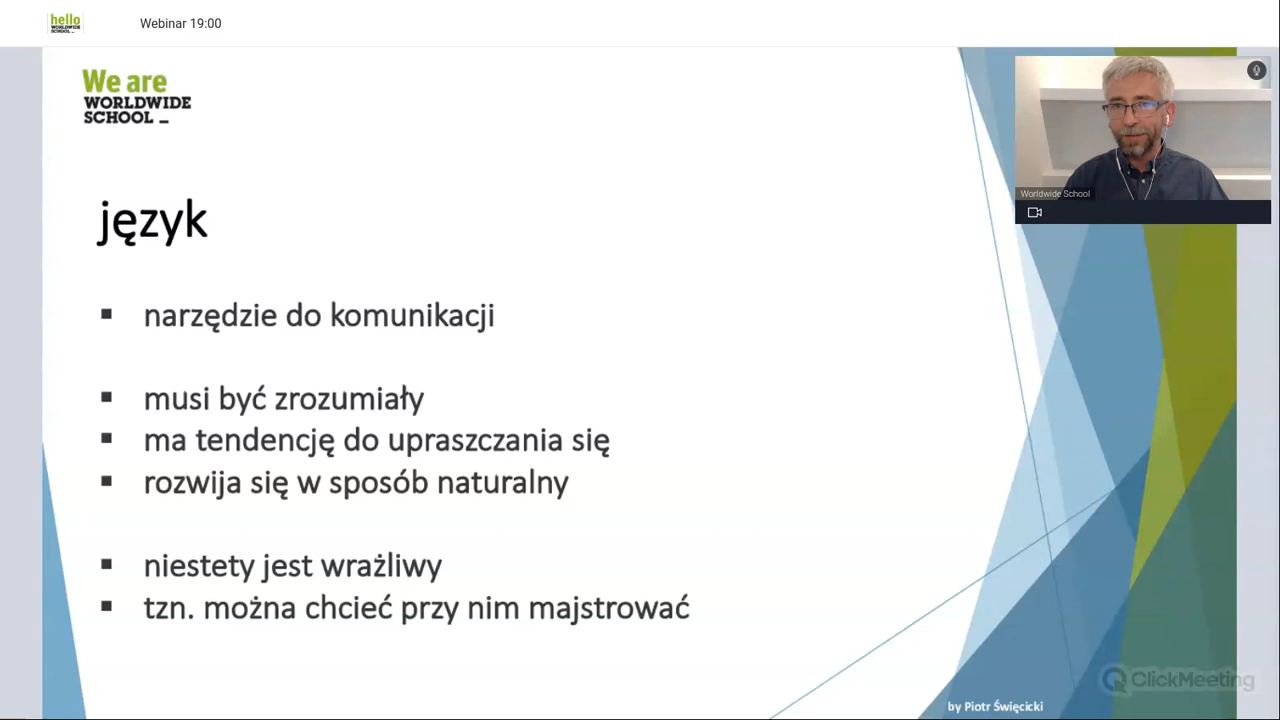 hello
WORLDWIDE
SCHOOL _
Webinar 19:00
We are
WORLDWIDE
SCHOOL _
Worldwide School
język
▪ narzędzie do komunikacji
▪ musi być zrozumiały
▪ ma tendencję do upraszczania się
▪ rozwija się w sposób naturalny
▪ niestety jest wrażliwy
▪ tzn. można chcieć przy nim majstrować
ClickMeeting
by Piotr Święcicki